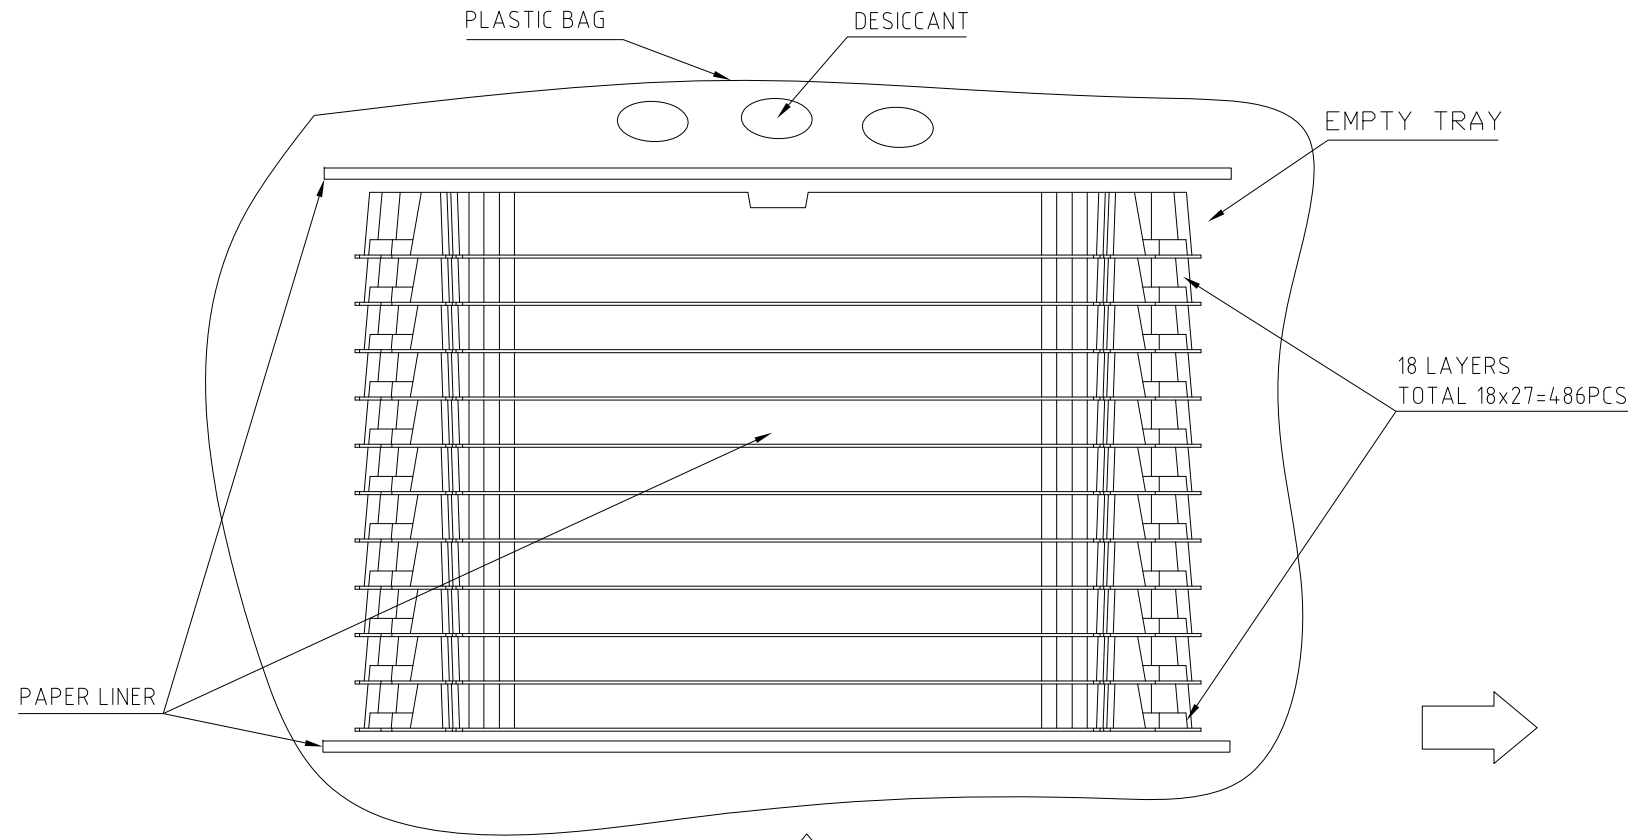 PLASTIC BAG
DESICCANT
EMPTY TRAY
18 LAYERS
TOTAL 18x27=486PCS
PAPER LINER